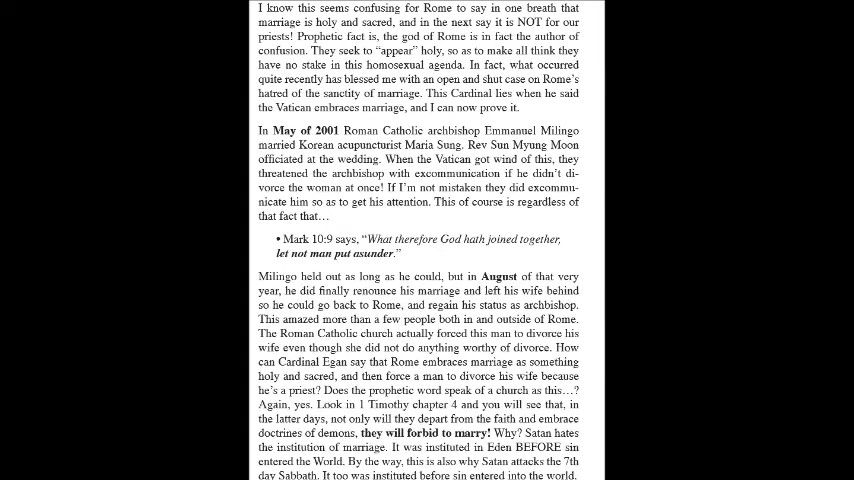 I know this seems confusing for Rome to say in one breath that
marriage is holy and sacred, and in the next say it is NOT for our
priests! Prophetic fact is, the god of Rome is in fact the author of
confusion. They seek to “appear” holy, so as to make all think they
have no stake in this homosexual agenda. In fact, what occurred
quite recently has blessed me with an open and shut case on Rome’s
hatred of the sanctity of marriage. This Cardinal lies when he said
the Vatican embraces marriage, and I can now prove it.
In May of 2001 Roman Catholic archbishop Emmanuel Milingo
married Korean acupuncturist Maria Sung. Rev Sun Myung Moon
officiated at the wedding. When the Vatican got wind of this, they
threatened the archbishop with excommunication if he didn’t di-
vorce the woman at once! If I’m not mistaken they did excommu-
nicate him so as to get his attention. This of course is regardless of
that fact that…
• Mark 10:9 says, “What therefore God hath joined together,
let not man put asunder.”
Milingo held out as long as he could, but in August of that very
year, he did finally renounce his marriage and left his wife behind
so he could go back to Rome, and regain his status as archbishop.
This amazed more than a few people both in and outside of Rome.
The Roman Catholic church actually forced this man to divorce his
wife even though she did not do anything worthy of divorce. How
can Cardinal Egan say that Rome embraces marriage as something
holy and sacred, and then force a man to divorce his wife because
he’s a priest? Does the prophetic word speak of a church as this…?
Again, yes. Look in 1 Timothy chapter 4 and you will see that, in
the latter days, not only will they depart from the faith and embrace
doctrines of demons, they will forbid to marry! Why? Satan hates
the institution of marriage. It was instituted in Eden BEFORE sin
entered the World. By the way, this is also why Satan attacks the 7th
day Sabbath. It too was instituted before sin entered into the world.